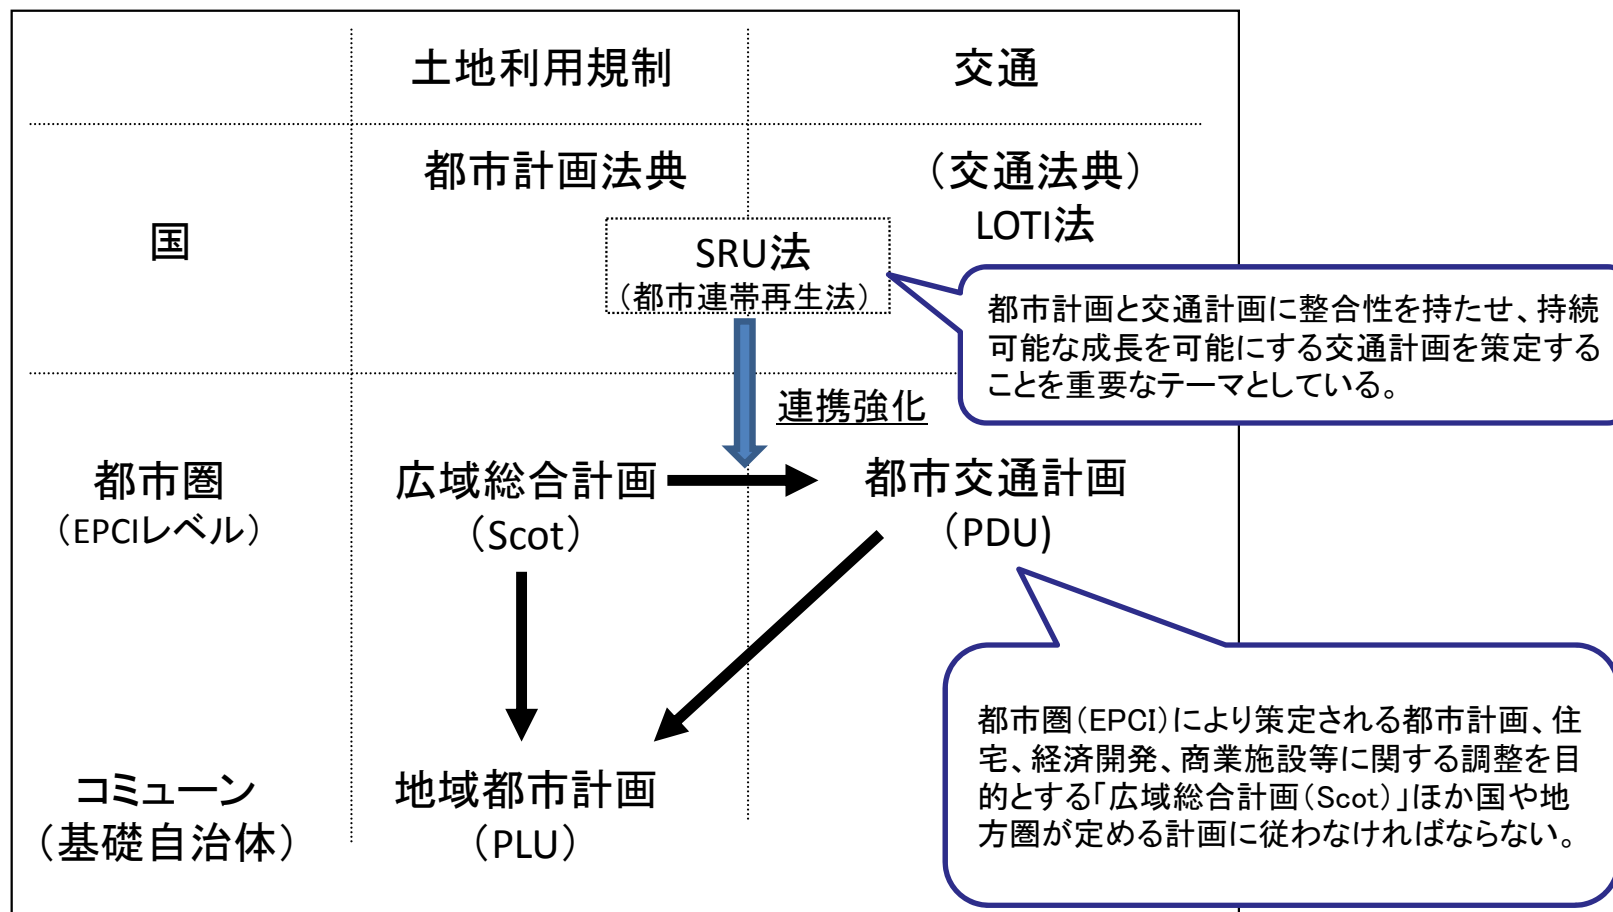 土地利用規制
交通
国
都市計画法典
（交通法典）
LOTI法
SRU法
（都市連帯再生法）
都市計画と交通計画に整合性を持たせ、持続
可能な成長を可能にする交通計画を策定する
ことを重要なテーマとしている。
連携強化
都市圏
（EPCIレベル）
広域総合計画
（Scot）
都市交通計画
（PDU)
都市圏（EPCI）により策定される都市計画、住
宅、経済開発、商業施設等に関する調整を目
的とする「広域総合計画（Scot）」ほか国や地
方圏が定める計画に従わなければならない。
コミューン
（基礎自治体）
地域都市計画
（PLU）